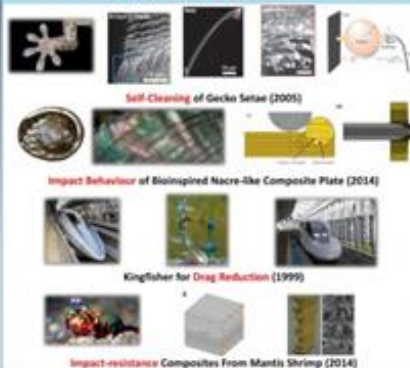 Self-Cleaning of Gecko Setae (2005)
Impact Behaviour of Bioinspired Nacre-like Composite Plate (2014)
Kingfisher for Drag Reduction (1999)
Impact-resistance Composites From Mantis Shrimp (2014)